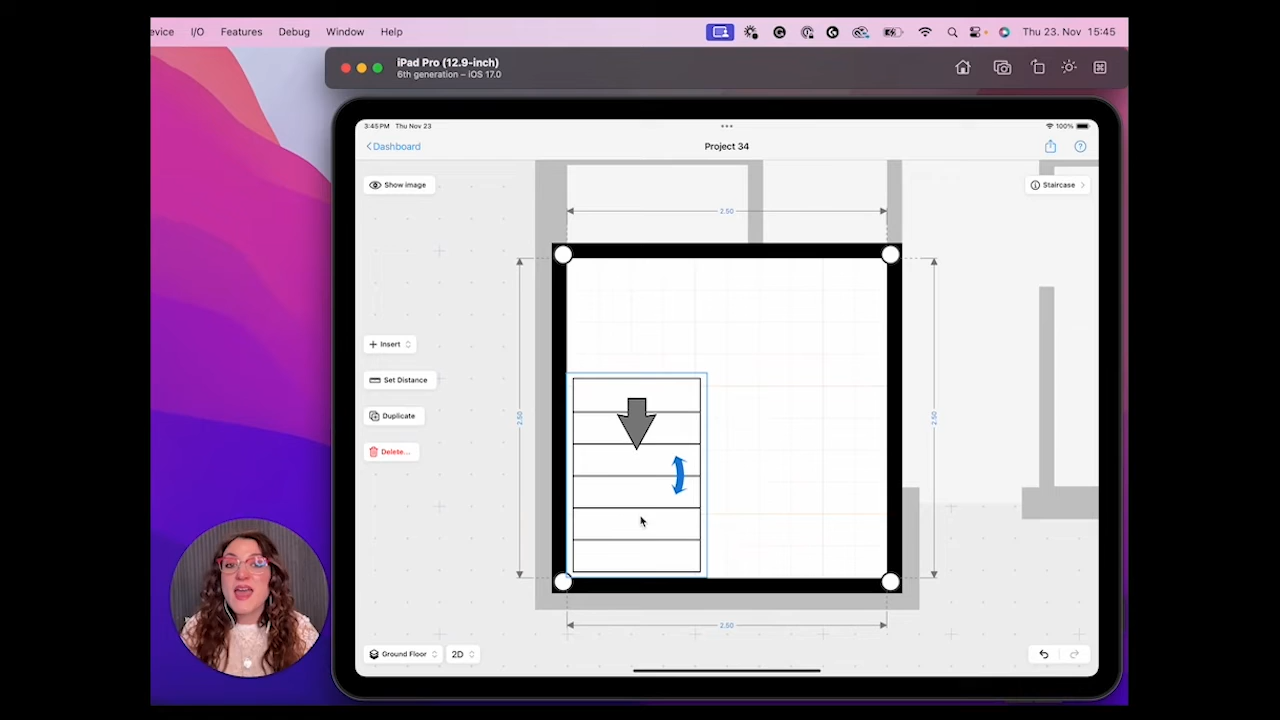 evice I/O Features Debug Window Help Thu 23. Nov 15:45
iPad Pro (12.9-inch)
6th generation – iOS 17.0
3:45 PM Thu Nov 23 100%
Dashboard Project 34
Show image Staircase
2.50
Insert
Set Distance
Duplicate
Delete...
2.50
2.50
2.50
Ground Floor 2D